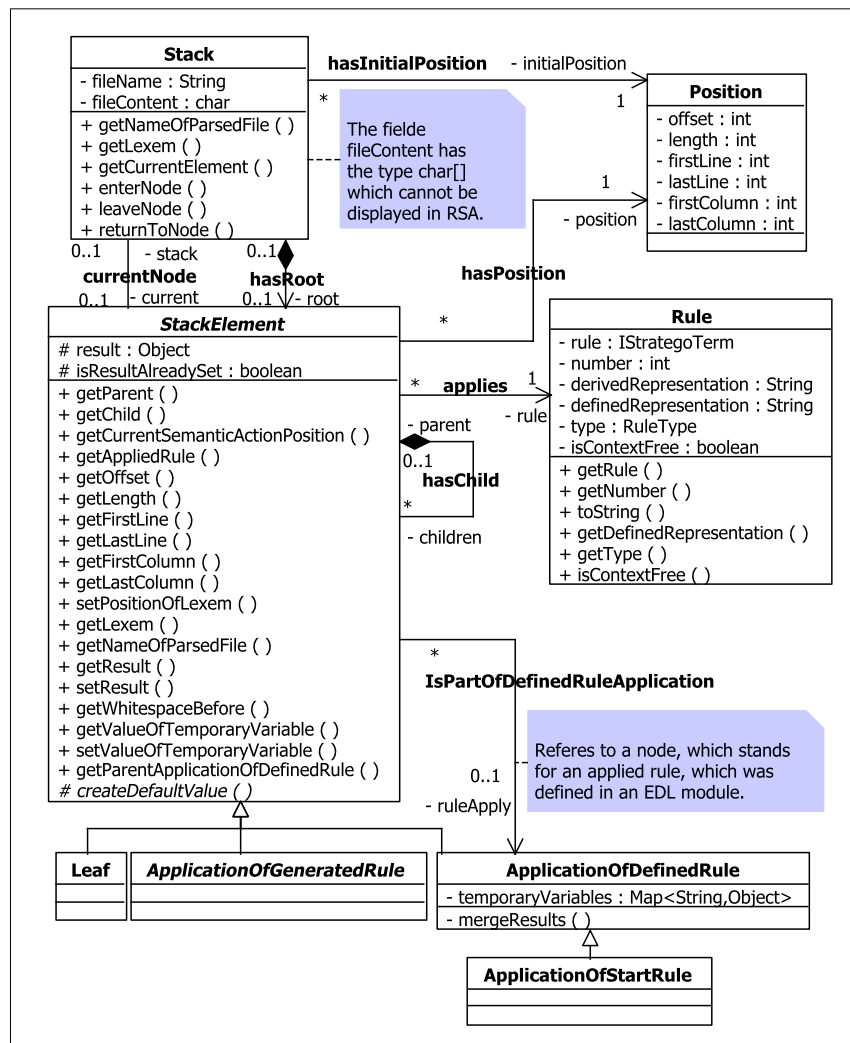 Stack
- fileName : String
- fileContent : char
+ getNameOfParsedFile ( )
+ getLexem ( )
+ getCurrentElement ( )
+ enterNode ( )
+ leaveNode ( )
+ returnToNode ( )
hasInitialPosition
- initialPosition
*
1
The fielde
fileContent has
the type char[]
which cannot be
displayed in RSA.
Position
- offset : int
- length : int
- firstLine : int
- lastLine : int
- firstColumn : int
- lastColumn : int
1
- position
hasPosition
*
0..1
- stack
currentNode
0..1
- current
0..1
hasRoot
0..1
- root
StackElement
# result : Object
# isResultAlreadySet : boolean
+ getParent ( )
+ getChild ( )
+ getCurrentSemanticActionPosition ( )
+ getAppliedRule ( )
+ getOffset ( )
+ getLength ( )
+ getFirstLine ( )
+ getLastLine ( )
+ getFirstColumn ( )
+ getLastColumn ( )
+ setPositionOfLexem ( )
+ getLexem ( )
+ getNameOfParsedFile ( )
+ getResult ( )
+ setResult ( )
+ getWhitespaceBefore ( )
+ getValueOfTemporaryVariable ( )
+ setValueOfTemporaryVariable ( )
+ getParentApplicationOfDefinedRule ( )
# createDefaultValue ( )
*
applies
1
- rule
- parent
0..1
hasChild
*
- children
Rule
- rule : IStrategoTerm
- number : int
- derivedRepresentation : String
- definedRepresentation : String
- type : RuleType
- isContextFree : boolean
+ getRule ( )
+ getNumber ( )
+ toString ( )
+ getDefinedRepresentation ( )
+ getType ( )
+ isContextFree ( )
*
IsPartOfDefinedRuleApplication
0..1
- ruleApply
Referes to a node, which stands
for an applied rule, which was
defined in an EDL module.
Leaf
ApplicationOfGeneratedRule
ApplicationOfDefinedRule
- temporaryVariables : Map<String,Object>
- mergeResults ( )
ApplicationOfStartRule